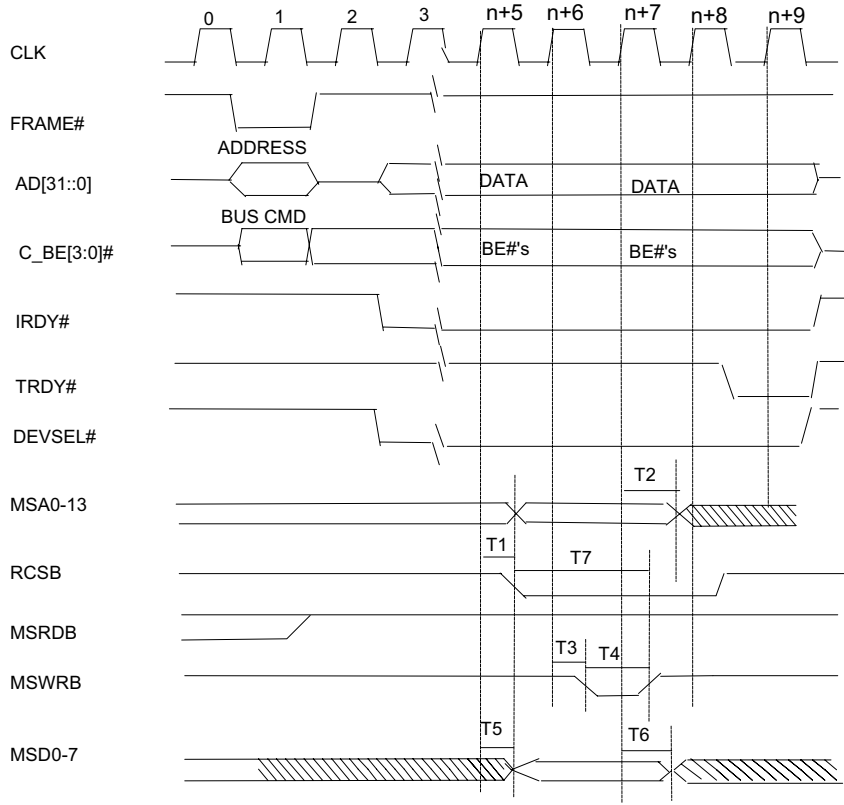 0 1 2 3 n+5 n+6 n+7 n+8 n+9
CLK
FRAME#
ADDRESS
AD[31::0] DATA DATA
BUS CMD
C_BE[3:0]# BE#'s BE#'s
IRDY#
TRDY#
DEVSEL#
T2
MSA0-13
T1 T7
RCSB
MSRDB
T3 T4
MSWRB
T5 T6
MSD0-7